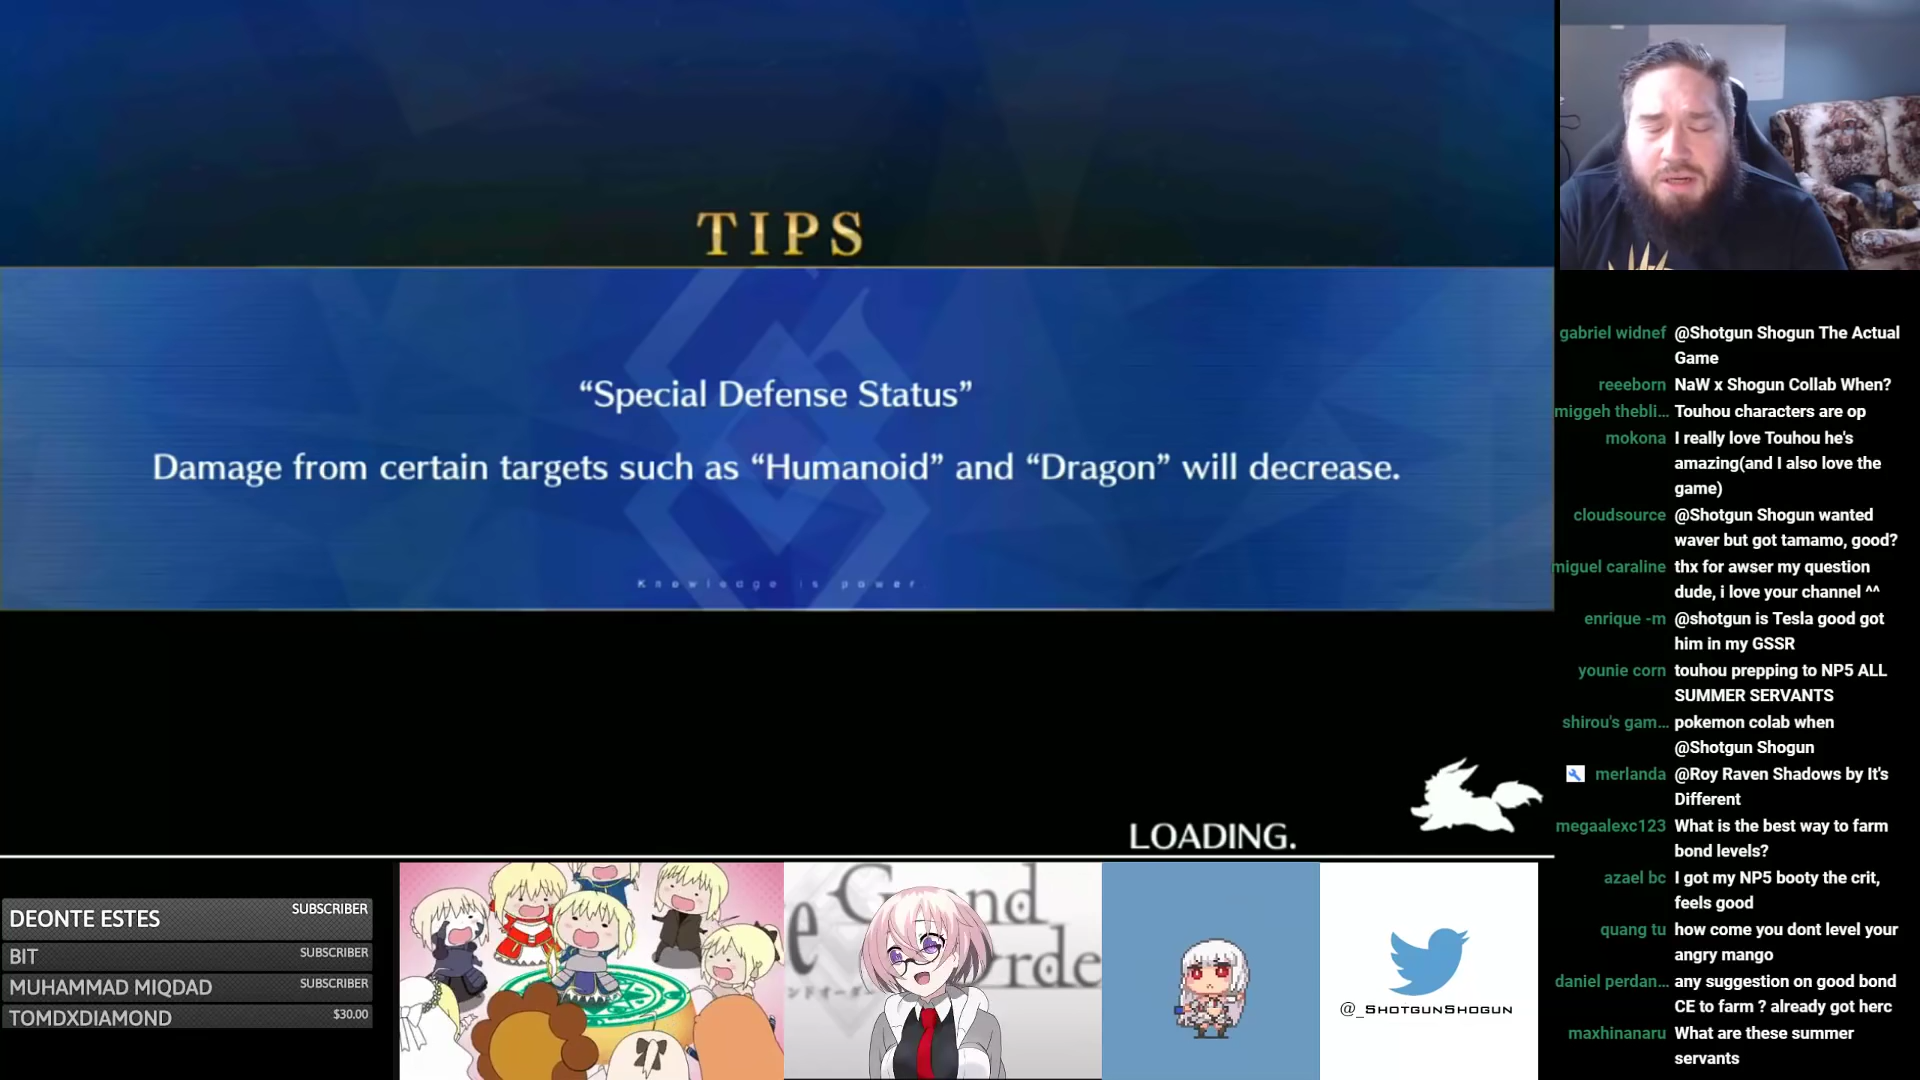 TIPS
“Special Defense Status”
Damage from certain targets such as “Humanoid” and “Dragon” will decrease.
Knowledge is power.
LOADING.
gabriel widnef @Shotgun Shogun The Actual
Game
reeeborn NaW x Shogun Collab When?
miggeh thebli... Touhou characters are op
mokona I really love Touhou he's
amazing(and I also love the
game)
cloudsource @Shotgun Shogun wanted
waver but got tamamo, good?
miguel caraline thx for awser my question
dude, i love your channel ^^
enrique -m @shotgun is Tesla good got
him in my GSSR
younie corn touhou prepping to NP5 ALL
SUMMER SERVANTS
shirou's gam... pokemon colab when
@Shotgun Shogun
merlanda @Roy Raven Shadows by It's
Different
megaalexc123 What is the best way to farm
bond levels?
azael bc I got my NP5 booty the crit,
feels good
quang tu how come you dont level your
angry mango
daniel perdan... any suggestion on good bond
CE to farm ? already got herc
maxhinanaru What are these summer
servants
DEONTE ESTES SUBSCRIBER
BIT SUBSCRIBER
MUHAMMAD MIQDAD SUBSCRIBER
TOMDXDIAMOND $30.00
@_SHOTGUNSHOGUN